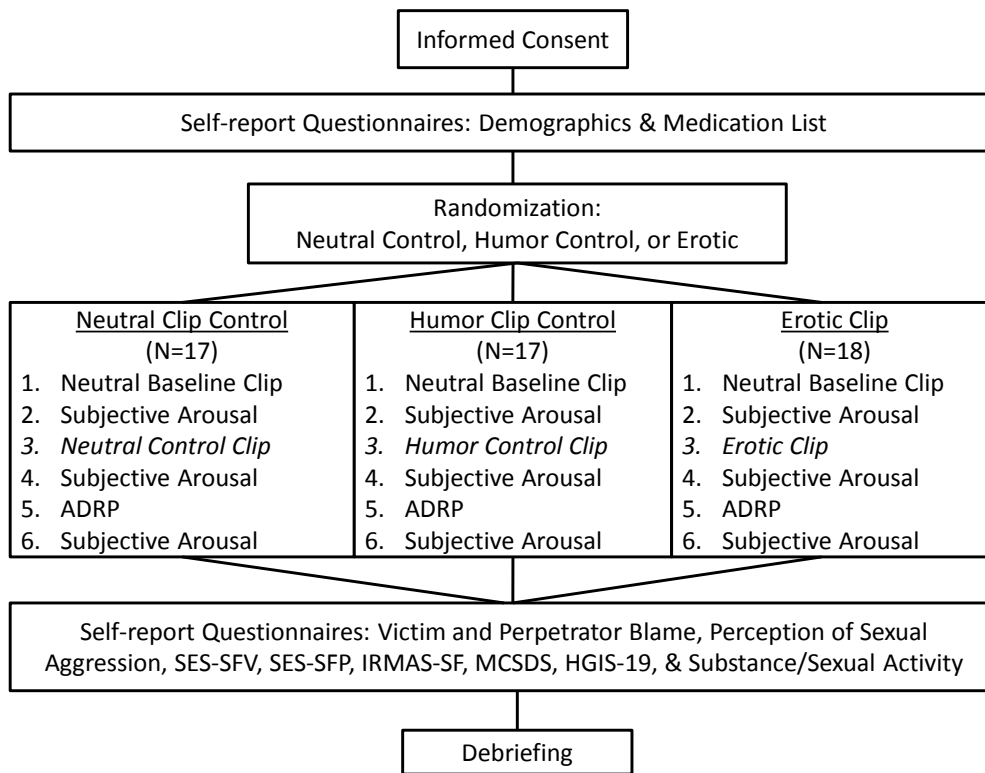 Informed Consent
Self-report Questionnaires: Demographics & Medication List
Randomization:
Neutral Control, Humor Control, or Erotic
Neutral Clip Control
(N=17)
1. Neutral Baseline Clip
2. Subjective Arousal
3. Neutral Control Clip
4. Subjective Arousal
5. ADRP
6. Subjective Arousal
Humor Clip Control
(N=17)
1. Neutral Baseline Clip
2. Subjective Arousal
3. Humor Control Clip
4. Subjective Arousal
5. ADRP
6. Subjective Arousal
Erotic Clip
(N=18)
1. Neutral Baseline Clip
2. Subjective Arousal
3. Erotic Clip
4. Subjective Arousal
5. ADRP
6. Subjective Arousal
Self-report Questionnaires: Victim and Perpetrator Blame, Perception of Sexual
Aggression, SES-SFV, SES-SFP, IRMAS-SF, MCSDS, HGIS-19, & Substance/Sexual Activity
Debriefing